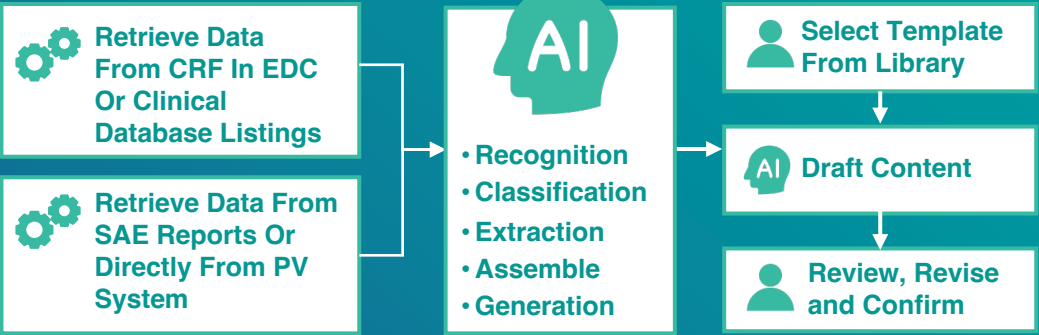 Retrieve Data
From CRF In EDC
Or Clinical
Database Listings
Retrieve Data From
SAE Reports Or
Directly From PV
System
AI
• Recognition
• Classification
• Extraction
• Assemble
• Generation
Select Template
From Library
AI
Draft Content
Review, Revise
and Confirm